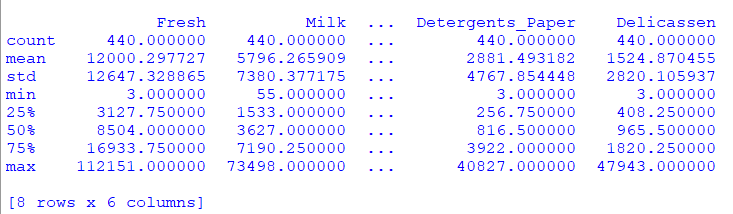 Fresh          Milk  ...  Detergents_Paper   Delicassen
count    440.000000    440.000000  ...        440.000000   440.000000
mean   12000.297727   5796.265909  ...       2881.493182  1524.870455
std    12647.328865   7380.377175  ...       4767.854448  2820.105937
min        3.000000     55.000000  ...          3.000000     3.000000
25%     3127.750000   1533.000000  ...        256.750000   408.250000
50%     8504.000000   3627.000000  ...        816.500000   965.500000
75%    16933.750000   7190.250000  ...       3922.000000  1820.250000
max   112151.000000  73498.000000  ...      40827.000000 47943.000000
[8 rows x 6 columns]